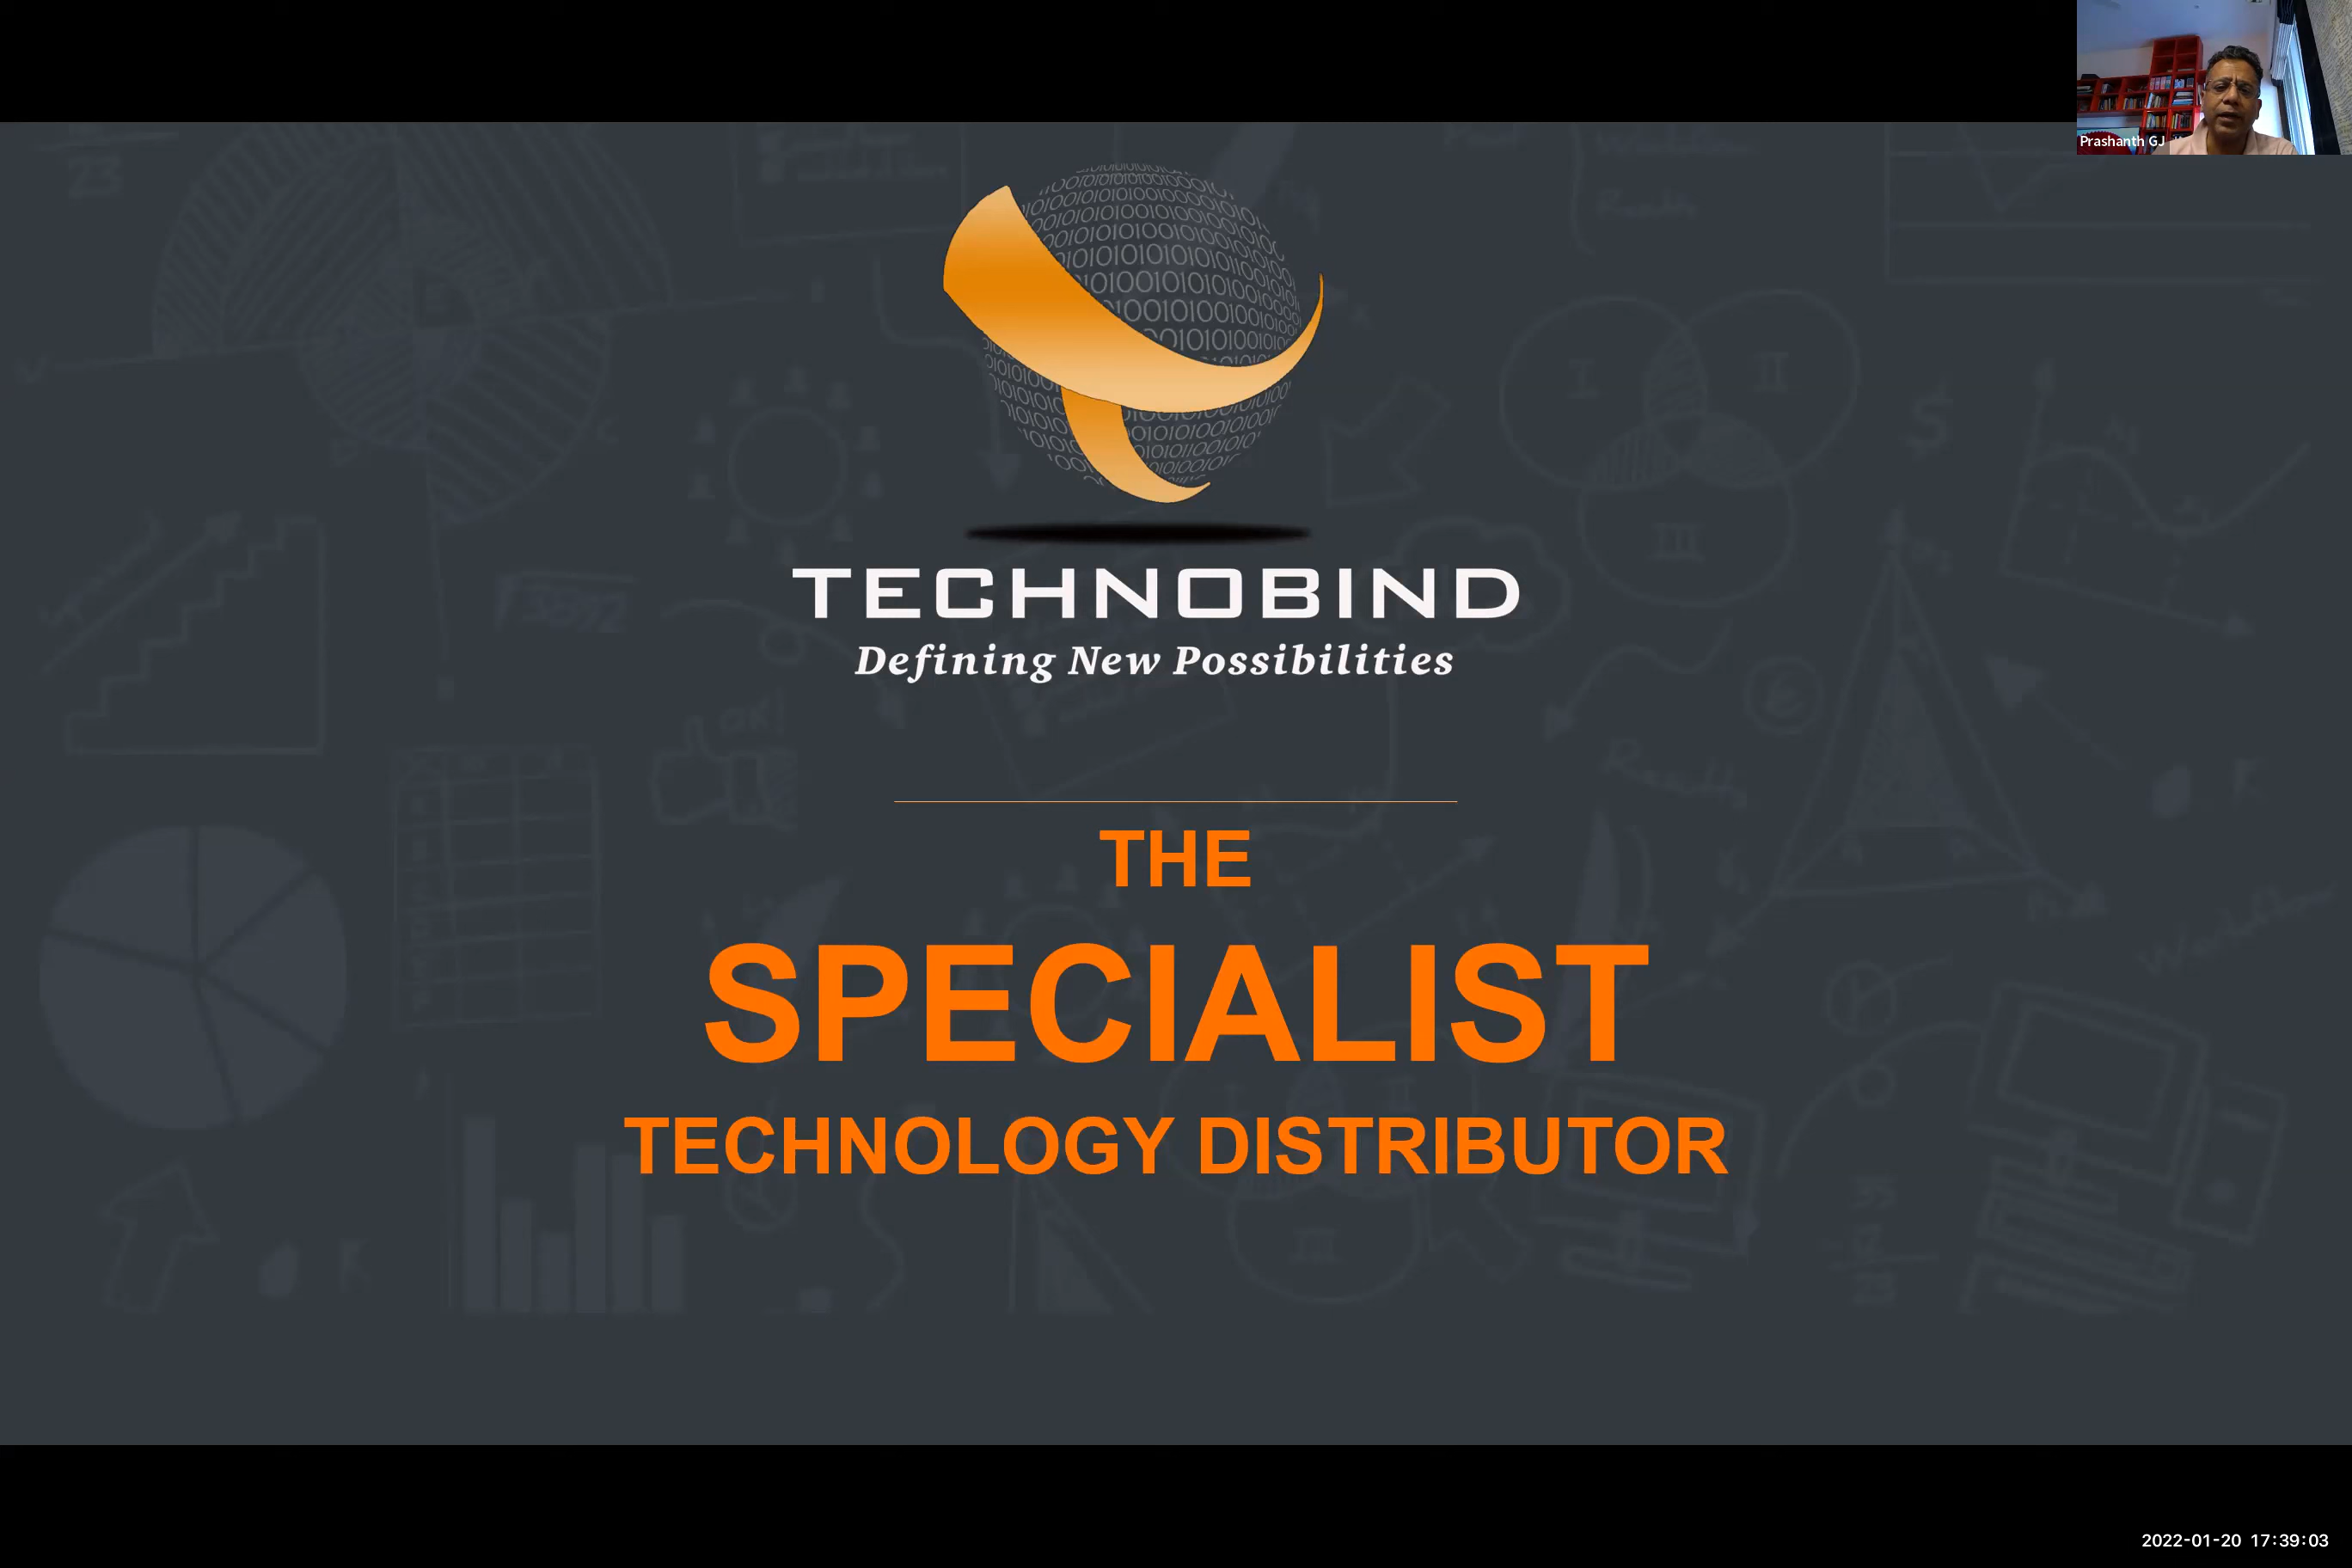 Prashanth GJ
TECHNOBIND
Defining New Possibilities
THE
SPECIALIST
TECHNOLOGY DISTRIBUTOR
2022-01-20 17:39:03